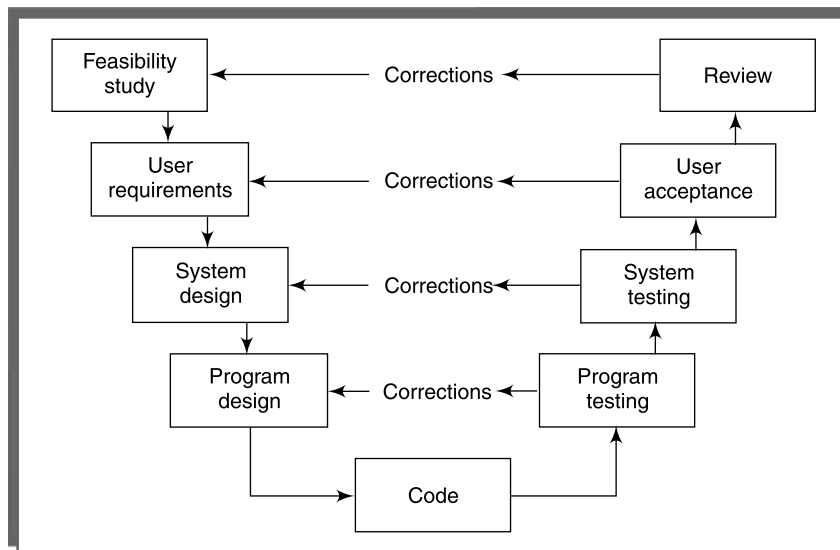 Feasibility
study
Corrections
Review
User
requirements
Corrections
User
acceptance
System
design
Corrections
System
testing
Program
design
Corrections
Program
testing
Code